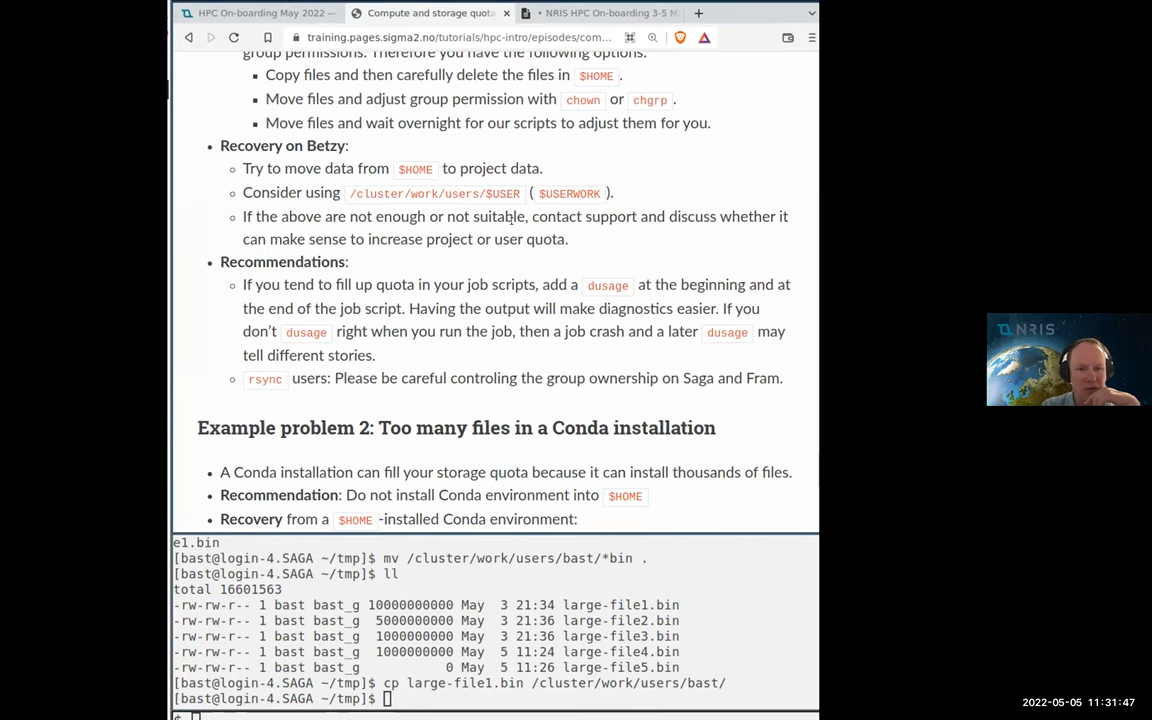 HPC On-boarding May 2022 —
Compute and storage quota
NRIS HPC On-boarding 3-5 M
training.pages.sigma2.no/tutorials/hpc-intro/episodes/com...
group permissions. Therefore you have the following options.
Copy files and then carefully delete the files in $HOME .
Move files and adjust group permission with chown or chgrp .
Move files and wait overnight for our scripts to adjust them for you.
Recovery on Betzy:
Try to move data from $HOME to project data.
Consider using /cluster/work/users/$USER ( $USERWORK ).
If the above are not enough or not suitable, contact support and discuss whether it
can make sense to increase project or user quota.
Recommendations:
If you tend to fill up quota in your job scripts, add a dusage at the beginning and at
the end of the job script. Having the output will make diagnostics easier. If you
don't dusage right when you run the job, then a job crash and a later dusage may
tell different stories.
rsync users: Please be careful controling the group ownership on Saga and Fram.
Example problem 2: Too many files in a Conda installation
A Conda installation can fill your storage quota because it can install thousands of files.
Recommendation: Do not install Conda environment into $HOME
Recovery from a $HOME -installed Conda environment:
e1.bin
[bast@login-4.SAGA ~/tmp]$ mv /cluster/work/users/bast/*bin .
[bast@login-4.SAGA ~/tmp]$ ll
total 16601563
-rw-rw-r-- 1 bast bast_g 10000000000 May  3 21:34 large-file1.bin
-rw-rw-r-- 1 bast bast_g  5000000000 May  3 21:36 large-file2.bin
-rw-rw-r-- 1 bast bast_g  1000000000 May  3 21:36 large-file3.bin
-rw-rw-r-- 1 bast bast_g  1000000000 May  5 11:24 large-file4.bin
-rw-rw-r-- 1 bast bast_g           0 May  5 11:26 large-file5.bin
[bast@login-4.SAGA ~/tmp]$ cp large-file1.bin /cluster/work/users/bast/
[bast@login-4.SAGA ~/tmp]$
$
NRIS
2022-05-05 11:31:47